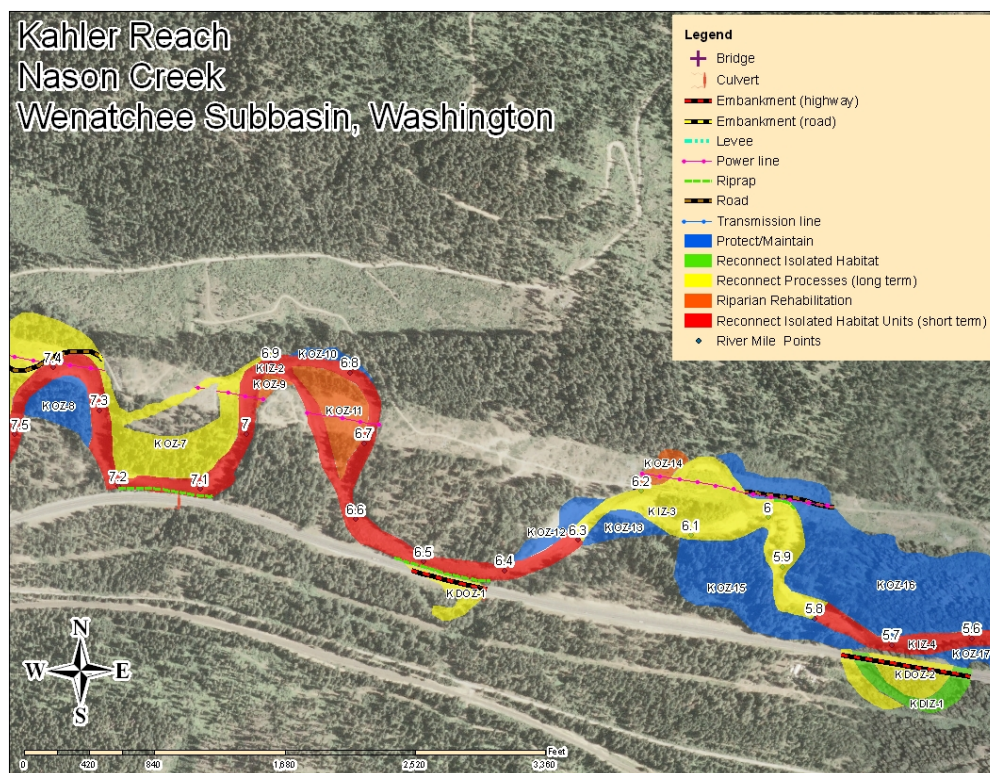 Kahler Reach
Nason Creek
Wenatchee Subbasin, Washington
Legend
Bridge
Culvert
Embankment (highway)
Embankment (road)
Levee
Power line
Riprap
Road
Transmission line
Protect/Maintain
Reconnect Isolated Habitat
Reconnect Processes (long term)
Riparian Rehabilitation
Reconnect Isolated Habitat Units (short term)
River Mile Points
7.4
6.9
KOZ-10
6.8
KIZ-2
KOZ-9
KOZ-8
7.3
KOZ-11
7.5
7
6.7
KOZ-7
7.2
7.1
6.6
6.5
6.4
KDOZ-1
KOZ-12
6.3
KOZ-13
KOZ-14
6.2
KIZ-3
6
6.1
5.9
KOZ-15
KOZ-16
5.8
5.7
5.6
KIZ-4
KOZ-17
KDOZ-2
KDIZ-1
N
W
E
S
Feet
0
420
840
1,680
2,520
3,360